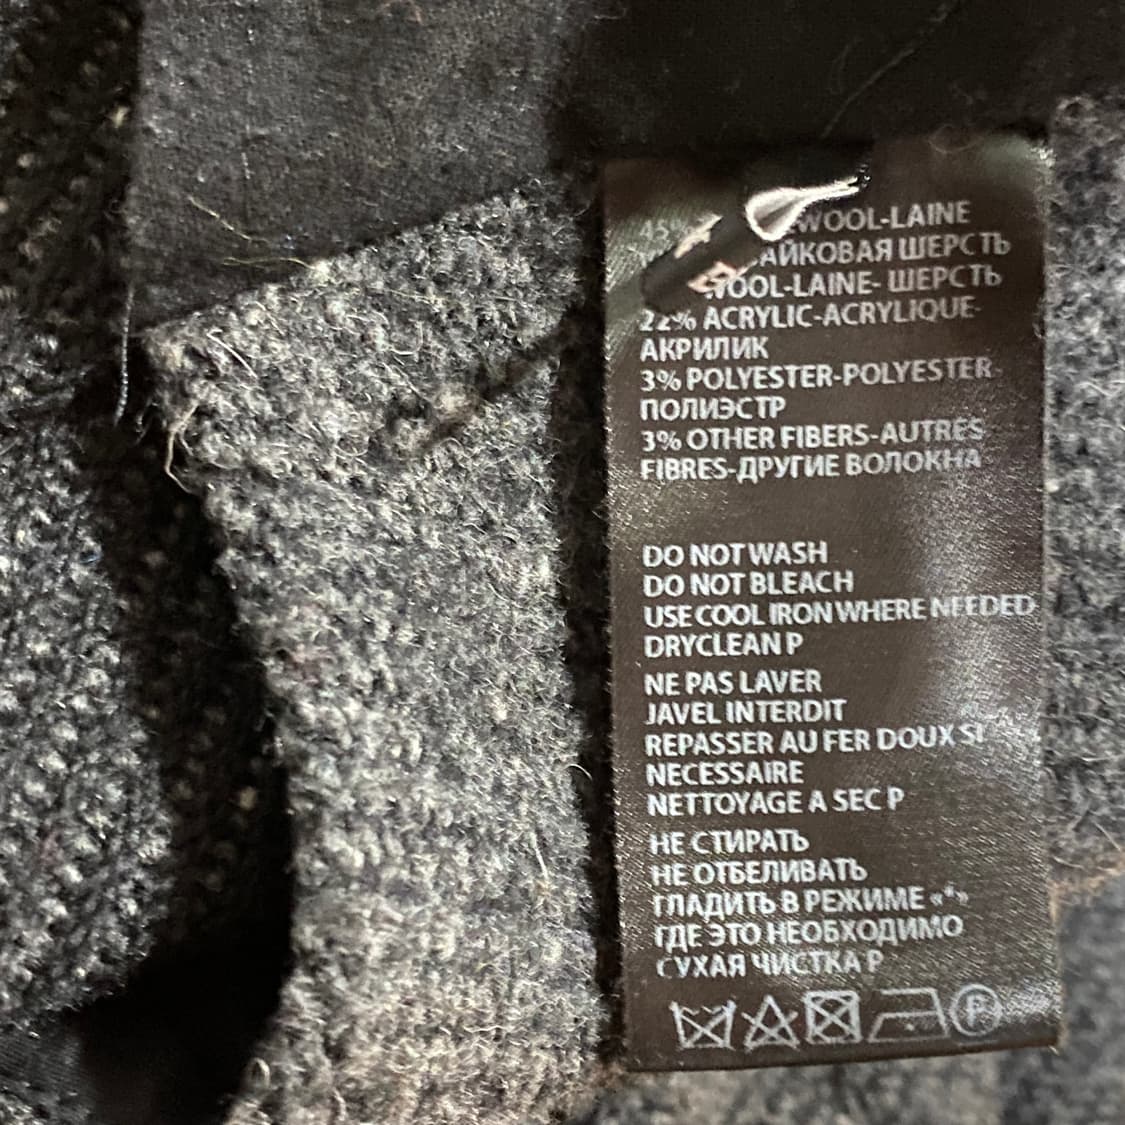 45%
WOOL-LAINE
ШЕРСТЬ
WOOL-LAINE- ШЕРСТЬ
22% ACRYLIC-ACRYLIQUE-
АКРИЛИК
3% POLYESTER-POLYESTER-
ПОЛИЭСТР
3% OTHER FIBERS-AUTRES
FIBRES-ДРУГИЕ ВОЛОКНА
DO NOT WASH
DO NOT BLEACH
USE COOL IRON WHERE NEEDED
DRYCLEAN P
NE PAS LAVER
JAVEL INTERDIT
REPASSER AU FER DOUX SI
NECESSAIRE
NETTOYAGE A SEC P
НЕ СТИРАТЬ
НЕ ОТБЕЛИВАТЬ
ГЛАДИТЬ В РЕЖИМЕ «*»
ГДЕ ЭТО НЕОБХОДИМО
СУХАЯ ЧИСТКА P
P